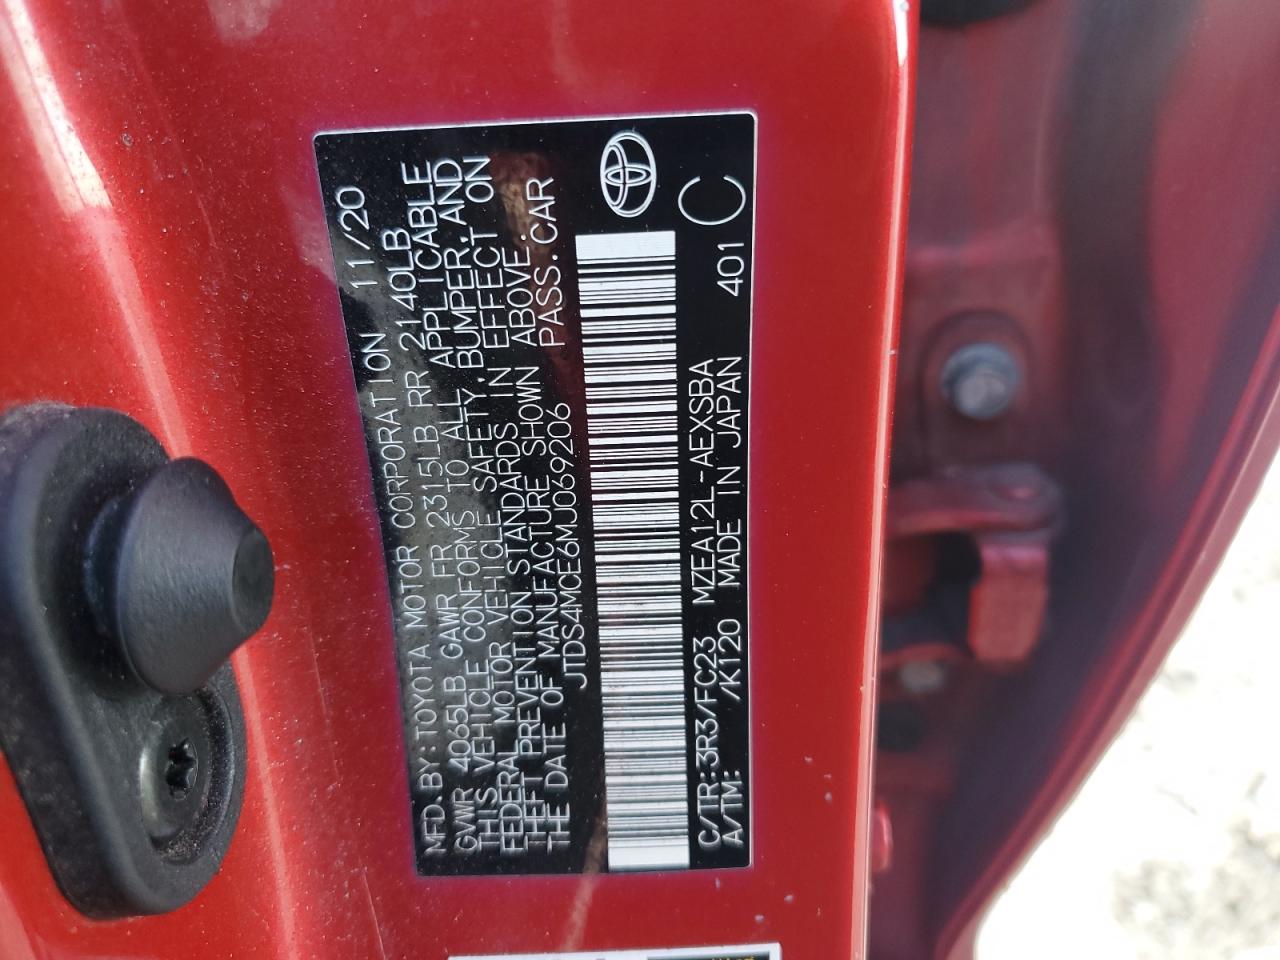 MFD.BY:TOYOTA MOTOR CORPORATION 11/20
GVWR 4065LB GAWR FR 2315LB RR 2140LB
THIS VEHICLE CONFORMS TO ALL APPLICABLE
FEDERAL MOTOR VEHICLE SAFETY,BUMPER,AND
THEFT PREVENTION STANDARDS IN EFFECT ON
THE DATE OF MANUFACTURE SHOWN ABOVE.
JTDS4MCE6MJ069206 PASS.CAR
C/TR:3R3/FC23 MZEA12L-AEXSBA 401 C
A/TM: /K120 MADE IN JAPAN